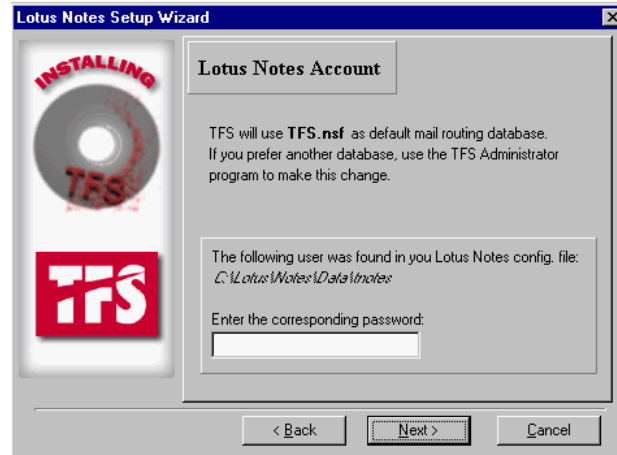 Lotus Notes Setup Wizard
INSTALLING
TFS
TFS
Lotus Notes Account
TFS will use TFS.nsf as default mail routing database.
If you prefer another database, use the TFS Administrator
program to make this change.
The following user was found in you Lotus Notes config. file:
C:\Lotus\Notes\Data\tnotes
Enter the corresponding password:
< Back
Next >
Cancel